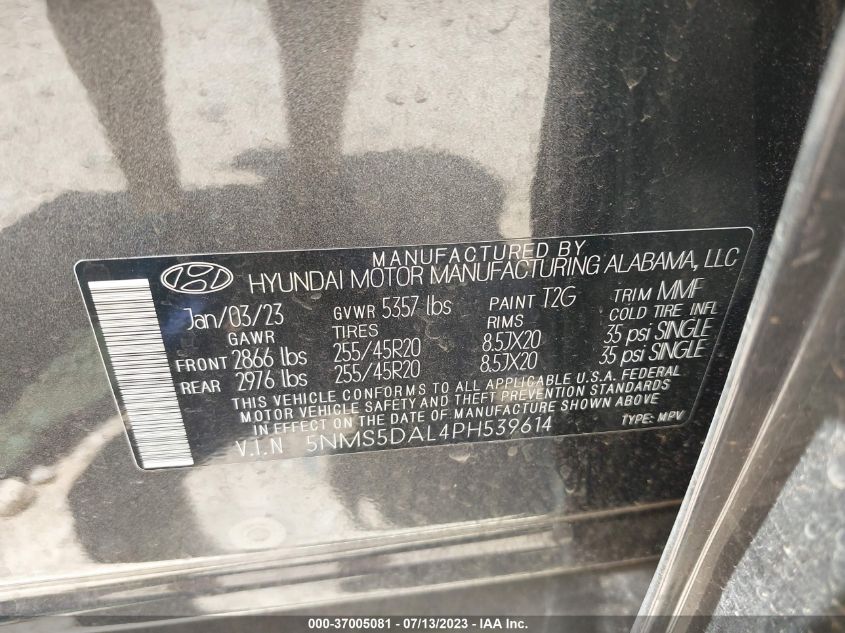 MANUFACTURED BY
HYUNDAI MOTOR MANUFACTURING ALABAMA, LLC
Jan/03/23 GVWR 5357 lbs PAINT T2G TRIM MMF
GAWR TIRES RIMS COLD TIRE INFL
FRONT 2866 lbs 255/45R20 8.5JX20 35 psi SINGLE
REAR 2976 lbs 255/45R20 8.5JX20 35 psi SINGLE
THIS VEHICLE CONFORMS TO ALL APPLICABLE U.S.A. FEDERAL
MOTOR VEHICLE SAFETY AND THEFT PREVENTION STANDARDS
IN EFFECT ON THE DATE OF MANUFACTURE SHOWN ABOVE
V.I.N 5NMS5DAL4PH539614 TYPE: MPV
000-37005081 / 07/13/2023 - IAA Inc.